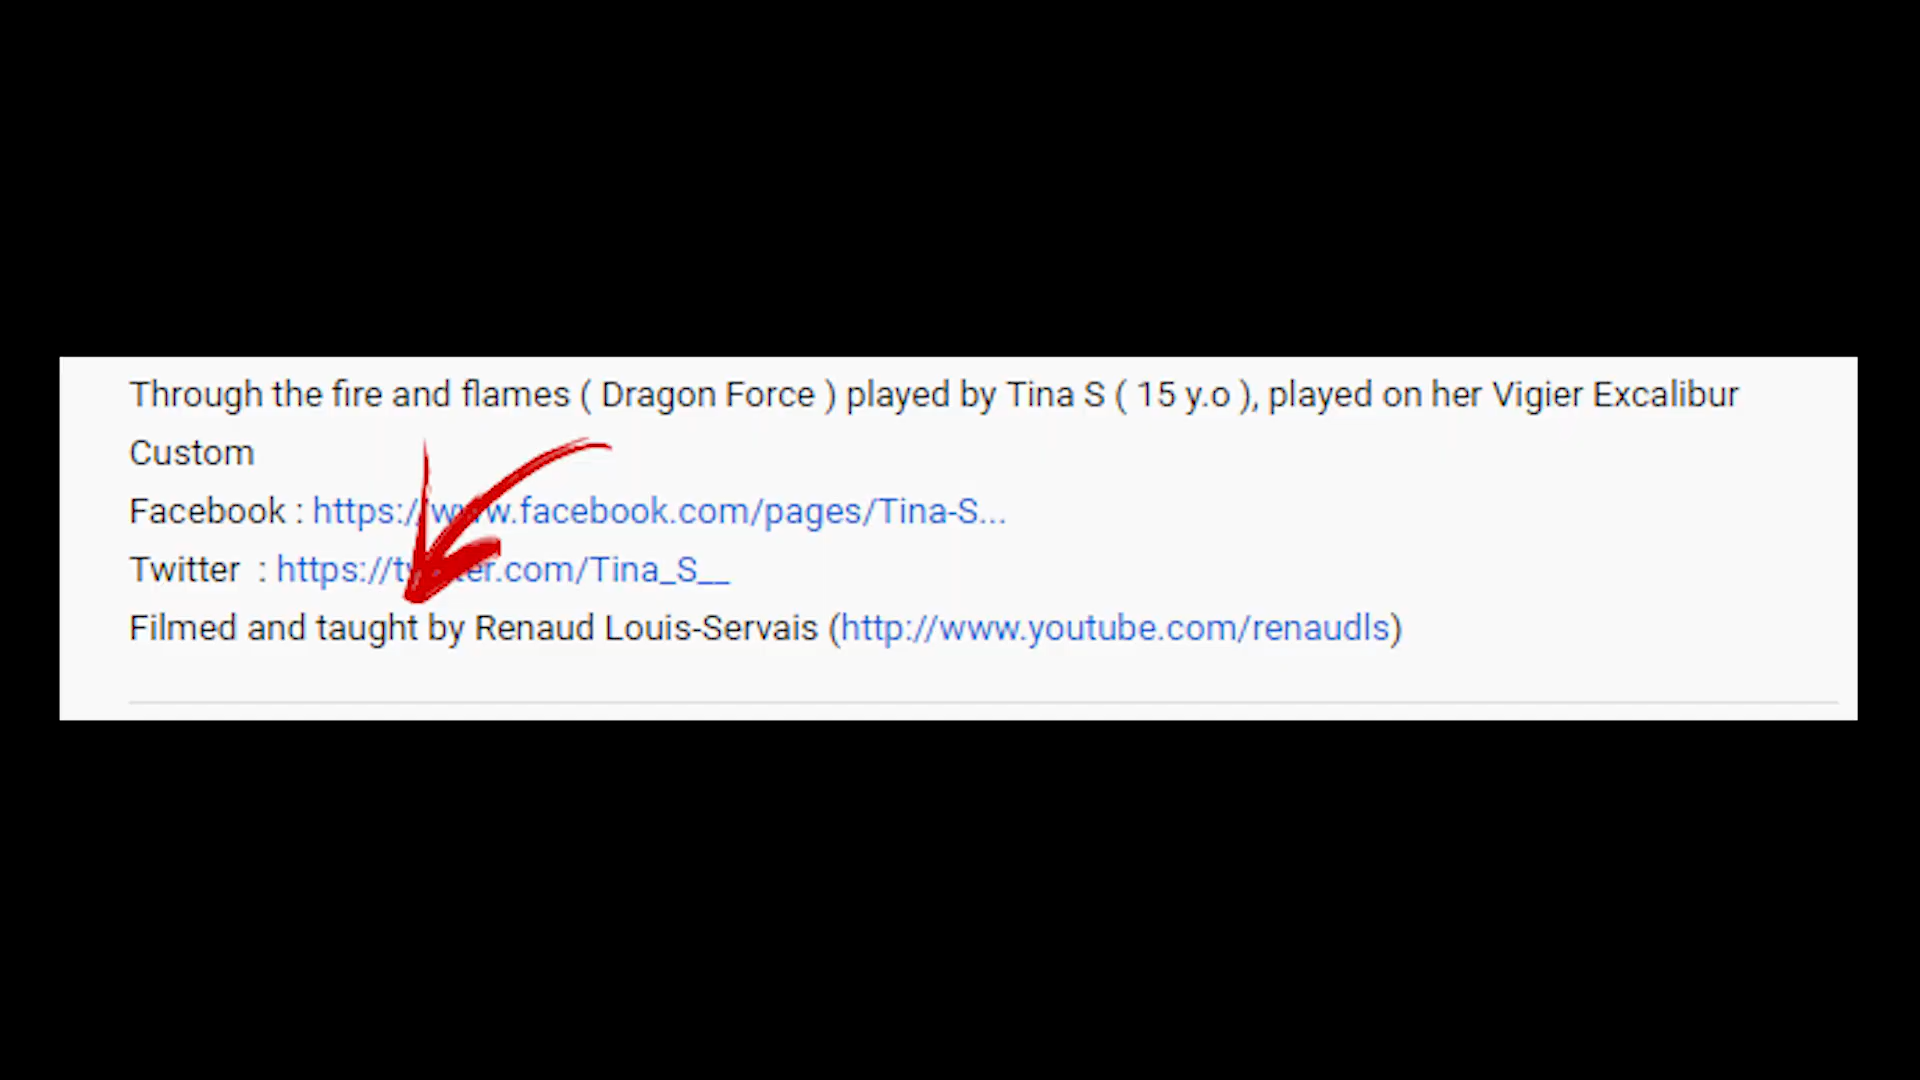 Through the fire and flames ( Dragon Force ) played by Tina S ( 15 y.o ), played on her Vigier Excalibur
Custom
Facebook : https://www.facebook.com/pages/Tina-S...
Twitter  : https://twitter.com/Tina_S__
Filmed and taught by Renaud Louis-Servais (http://www.youtube.com/renaudls)